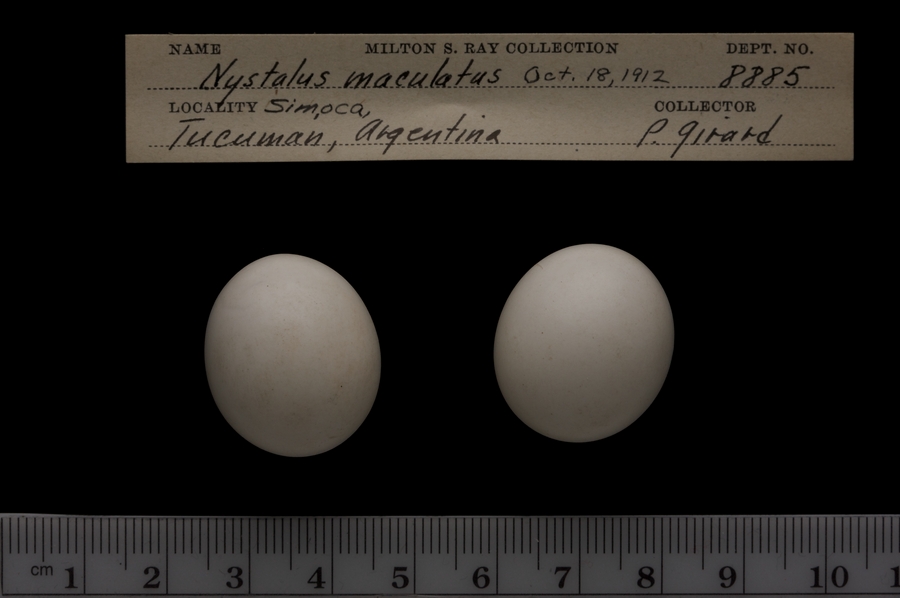 NAME MILTON S. RAY COLLECTION DEPT. NO.
Nystalus maculatus Oct. 18, 1912 8885
LOCALITY Simoca, COLLECTOR
Tucuman, Argentina P. Girard
cm 1 2 3 4 5 6 7 8 9 10 1